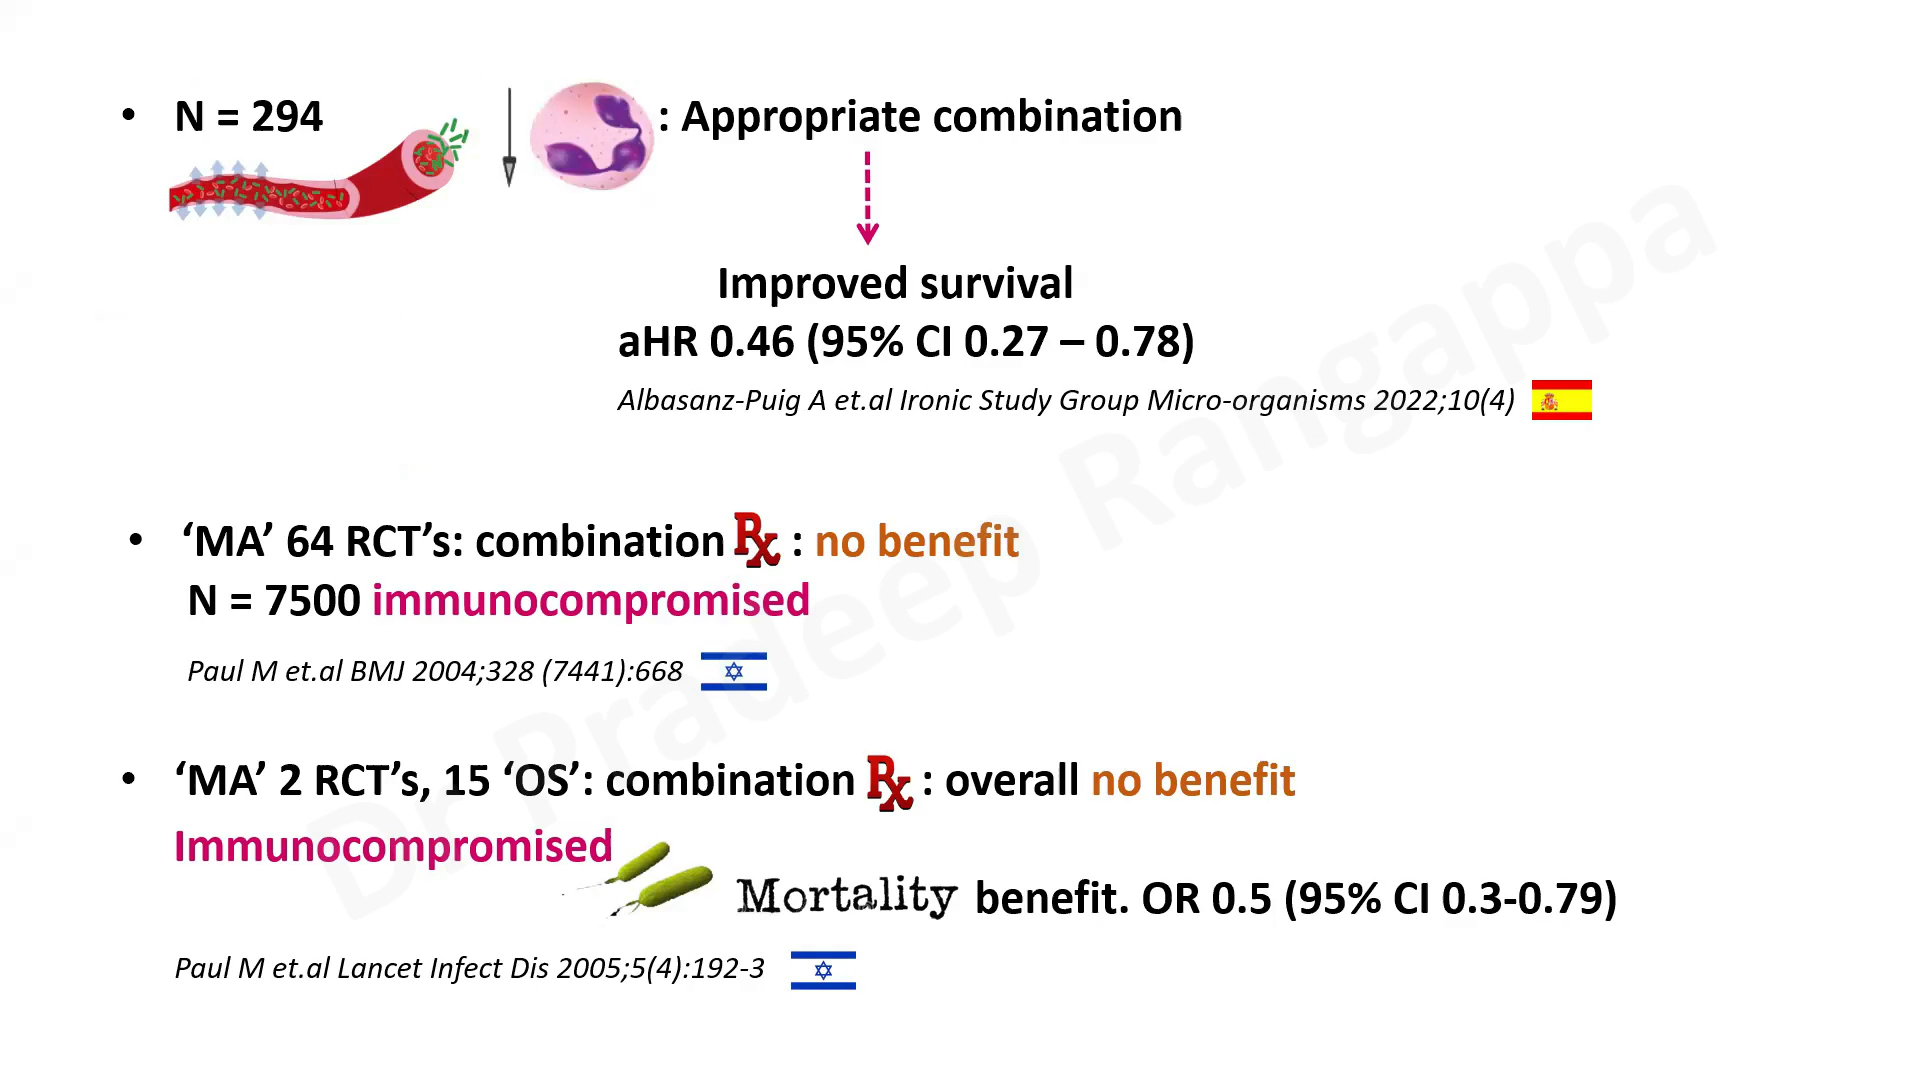 • N = 294 : Appropriate combination
Improved survival
aHR 0.46 (95% CI 0.27 – 0.78)
Albasanz-Puig A et.al Ironic Study Group Micro-organisms 2022;10(4)
• ‘MA’ 64 RCT’s: combination Rx : no benefit
N = 7500 immunocompromised
Paul M et.al BMJ 2004;328 (7441):668
• ‘MA’ 2 RCT’s, 15 ‘OS’: combination Rx : overall no benefit
Immunocompromised
Mortality benefit. OR 0.5 (95% CI 0.3-0.79)
Paul M et.al Lancet Infect Dis 2005;5(4):192-3
Dr Pradeep Rangappa